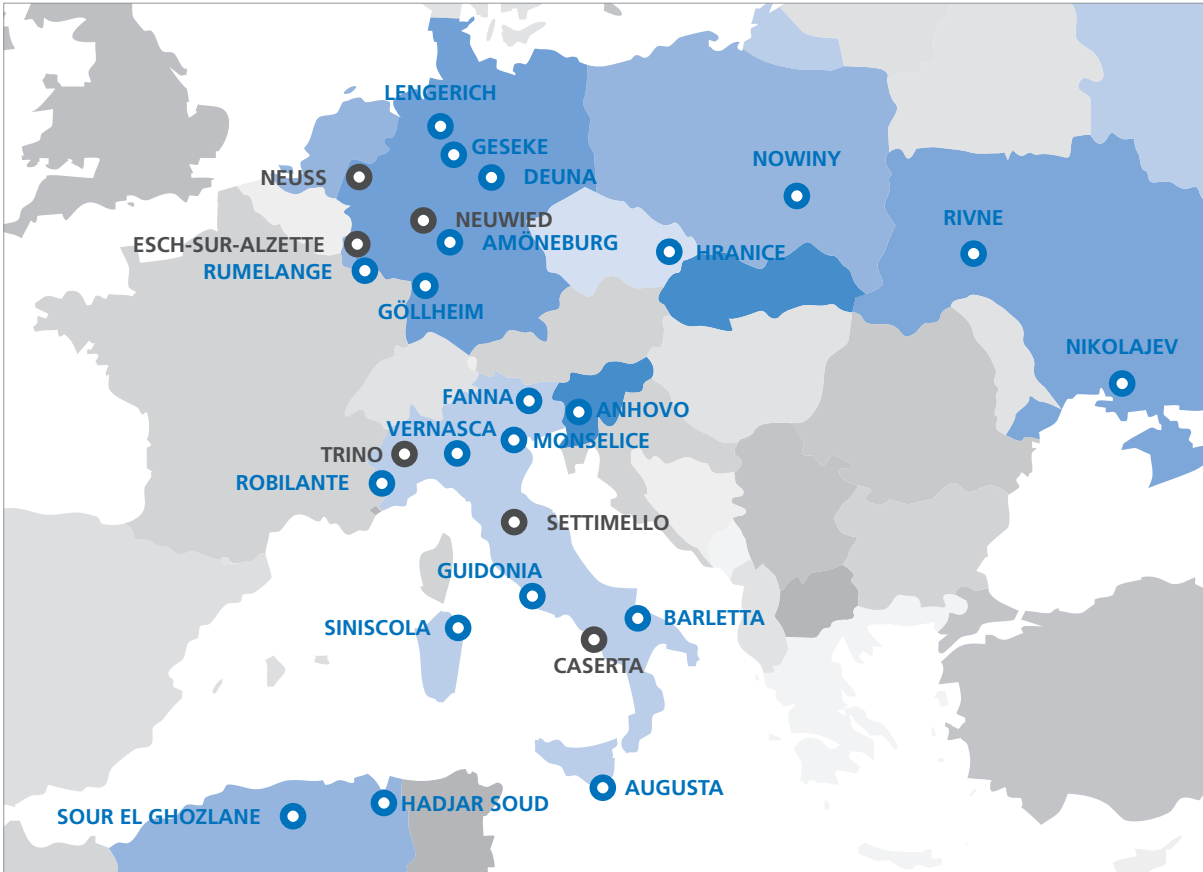 LENGERICH
GESEKE
NOWINY
NEUSS
DEUNA
RIVNE
NEUWIED
ESCH-SUR-ALZETTE
AMÖNEBURG
HRANICE
RUMELANGE
GÖLLHEIM
NIKOLAJEV
FANNA
ANHOVO
VERNASCA
MONSELICE
TRINO
ROBILANTE
SETTIMELLO
GUIDONIA
BARLETTA
SINISCOLA
CASERTA
AUGUSTA
HADJAR SOUD
SOUR EL GHOZLANE